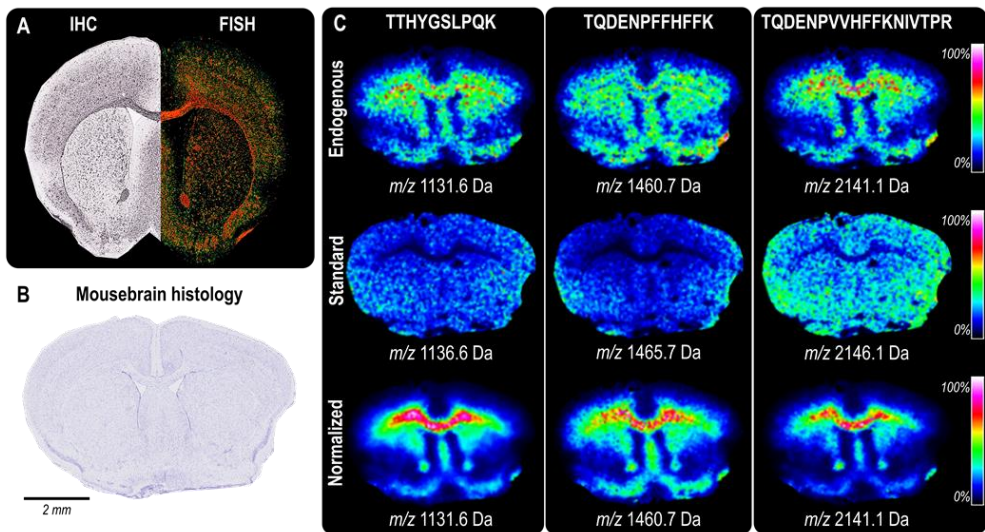 A
IHC
FISH
B
Mousebrain histology
2 mm
C
TTHYGSLPQK
TQDENPFFHFFK
TQDENPVVHFFKNIVTPR
Endogenous
100%
0%
m/z 1131.6 Da
m/z 1460.7 Da
m/z 2141.1 Da
Standard
100%
0%
m/z 1136.6 Da
m/z 1465.7 Da
m/z 2146.1 Da
Normalized
100%
0%
m/z 1131.6 Da
m/z 1460.7 Da
m/z 2141.1 Da